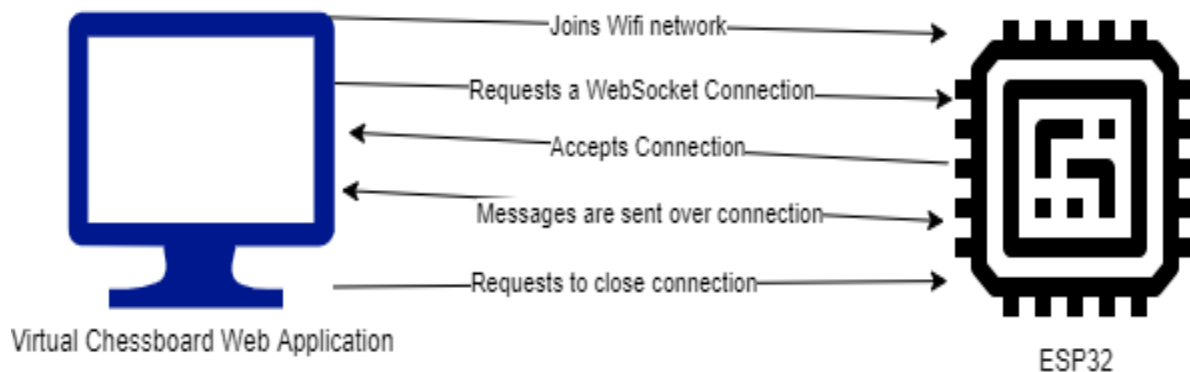 Joins Wifi network
Requests a WebSocket Connection
Accepts Connection
Messages are sent over connection
Requests to close connection
Virtual Chessboard Web Application
ESP32